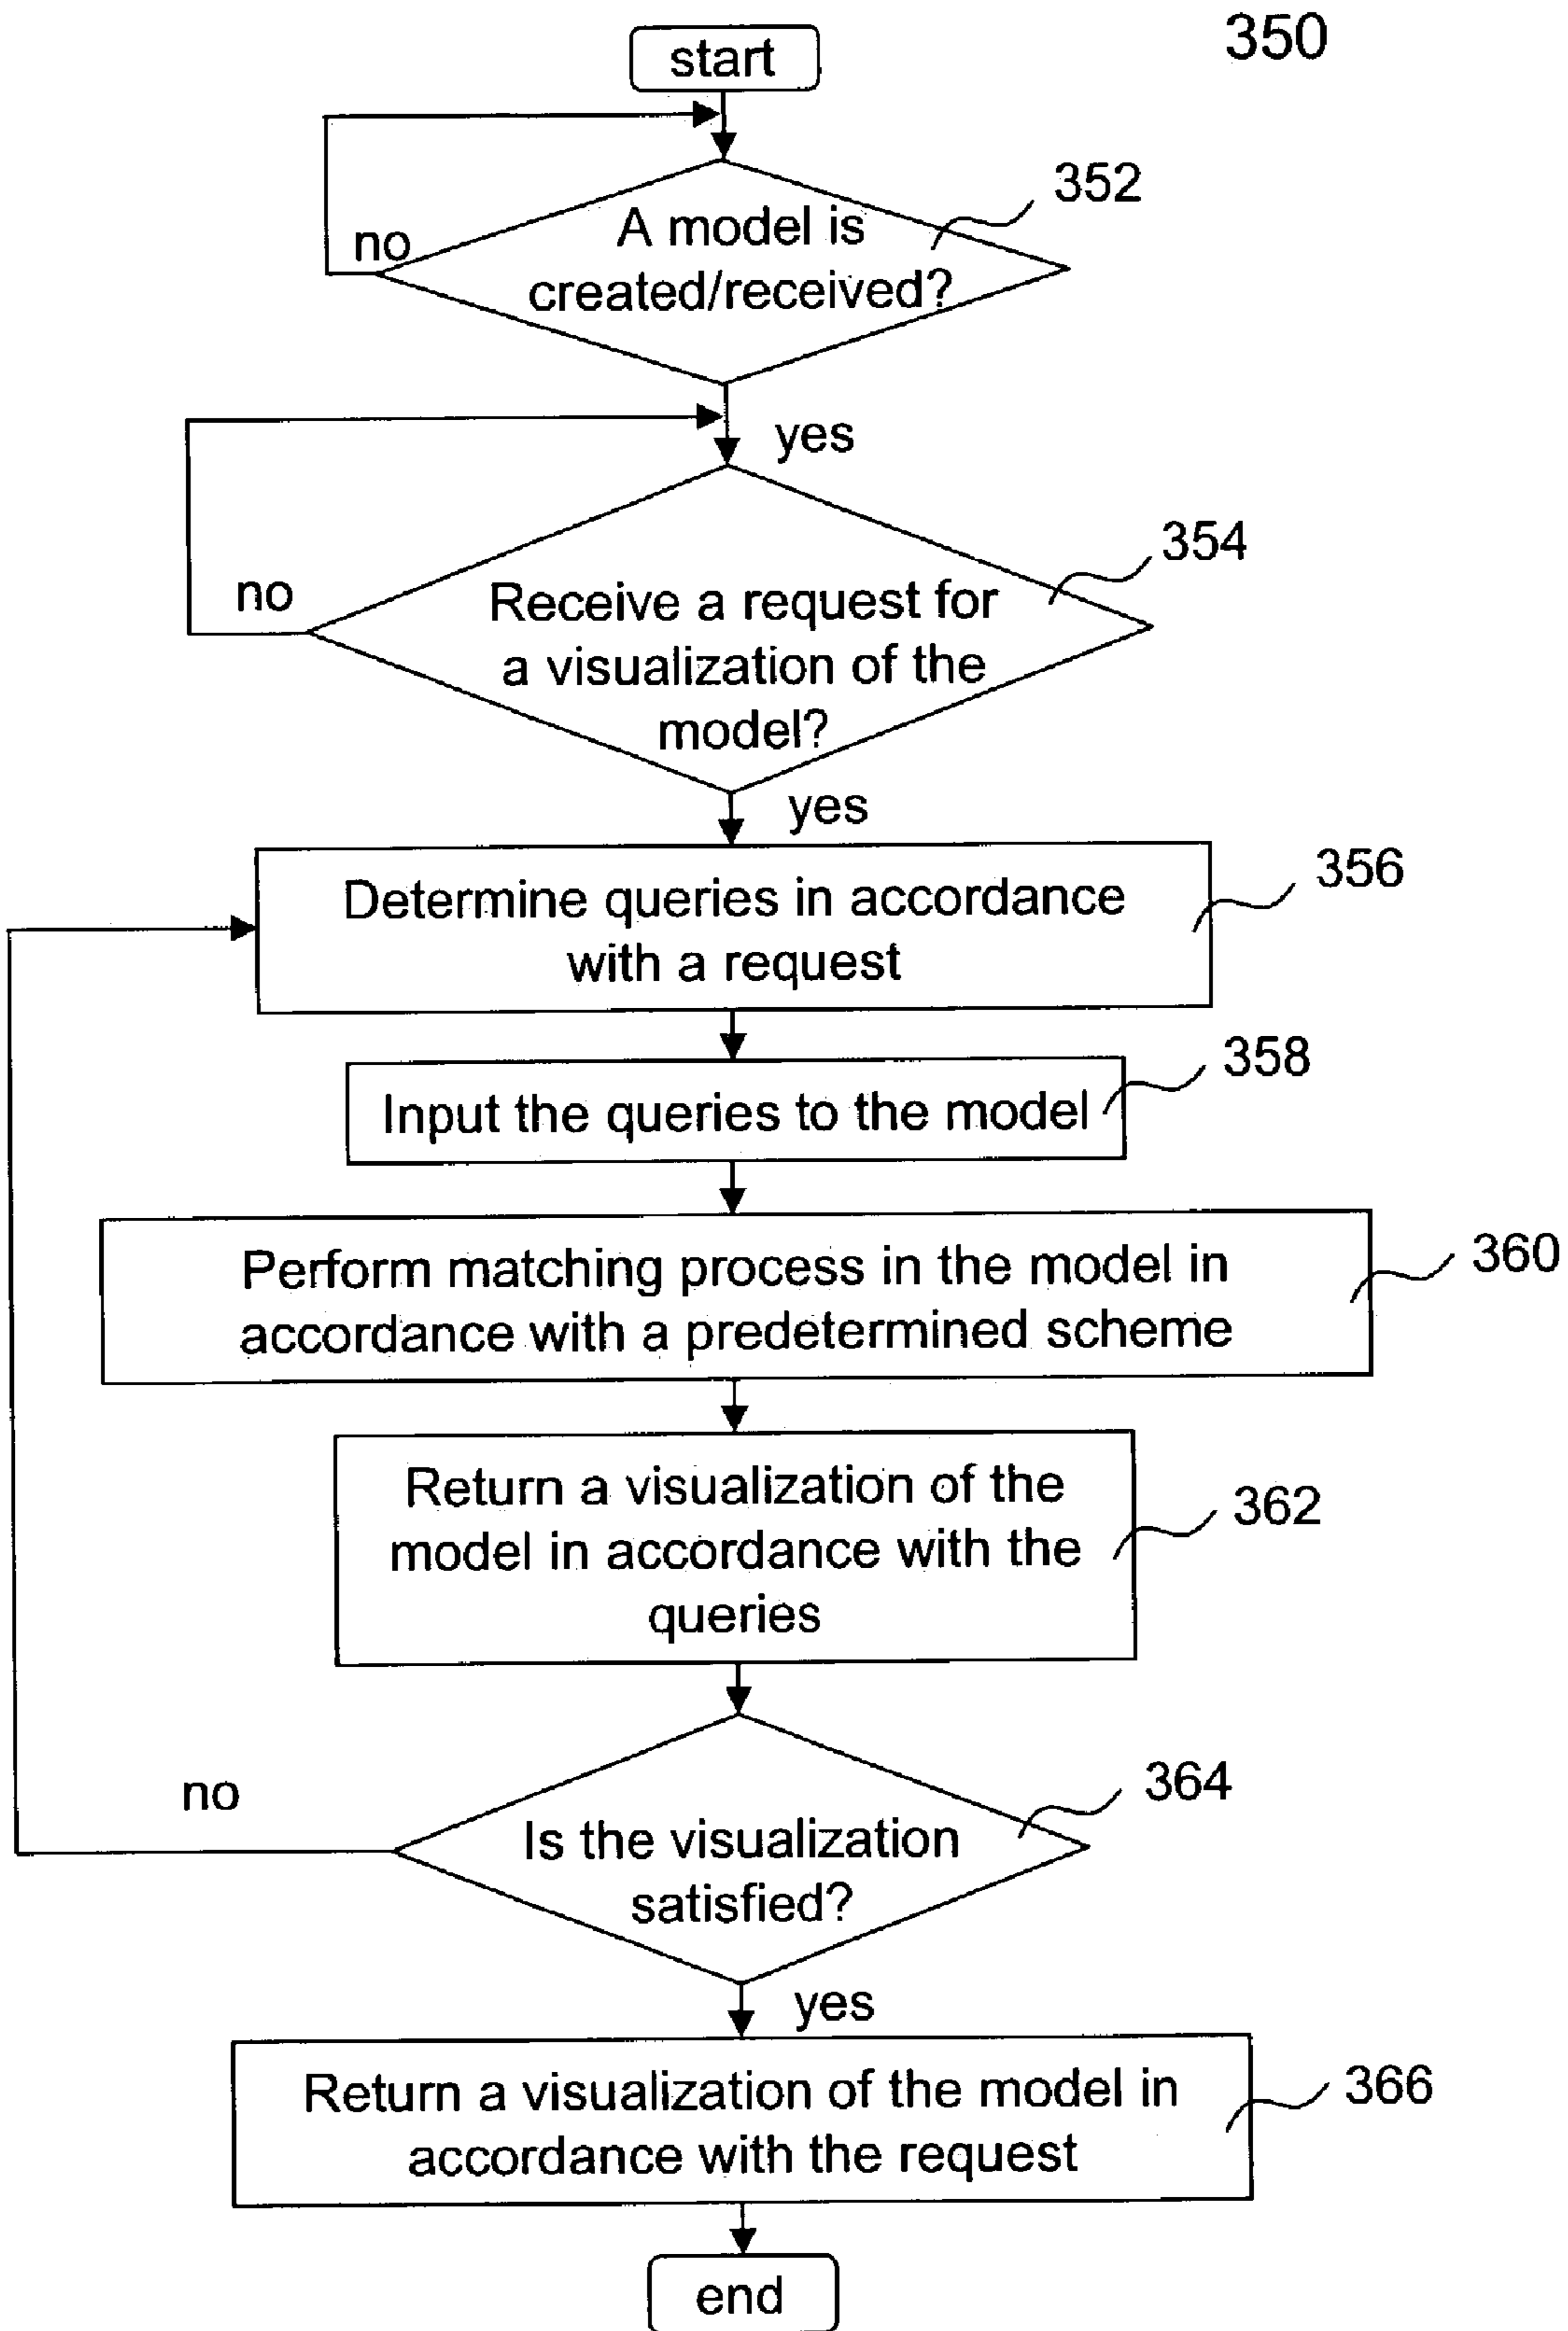 350
start
352
A model is
created/received?
no
yes
354
Receive a request for
a visualization of the
model?
no
yes
356
Determine queries in accordance
with a request
358
Input the queries to the model
360
Perform matching process in the model in
accordance with a predetermined scheme
362
Return a visualization of the
model in accordance with the
queries
364
Is the visualization
satisfied?
no
yes
366
Return a visualization of the model in
accordance with the request
end